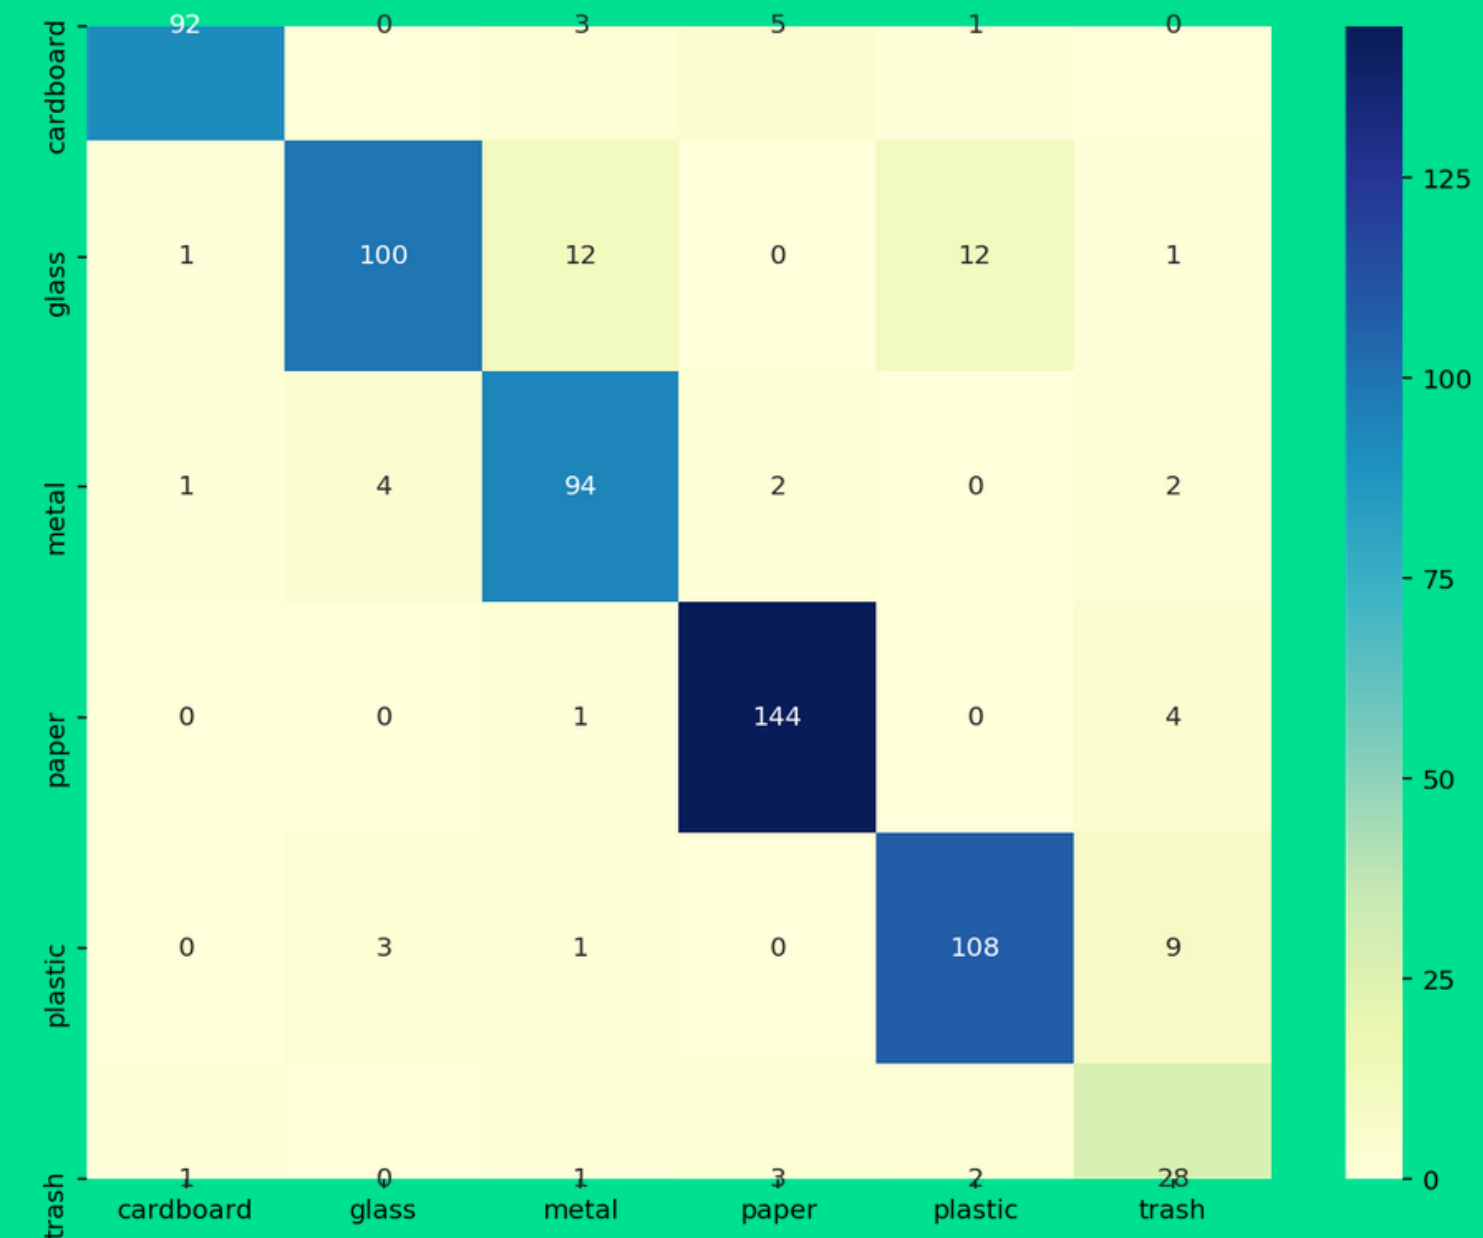 cardboard 92 0 3 5 1 0
glass 1 100 12 0 12 1
metal 1 4 94 2 0 2
paper 0 0 1 144 0 4
plastic 0 3 1 0 108 9
trash 1 0 1 3 2 28
cardboard glass metal paper plastic trash
125
100
75
50
25
0